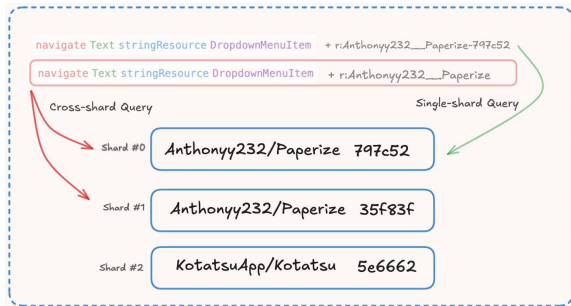 navigate Text stringResource DropdownMenuItem + r:Anthonyy232__Paperize-797c52
navigate Text stringResource DropdownMenuItem + r:Anthonyy232__Paperize
Cross-shard Query
Single-shard Query
Shard #0 Anthonyy232/Paperize 797c52
Shard #1 Anthonyy232/Paperize 35f83f
Shard #2 KotatsuApp/Kotatsu 5e6662